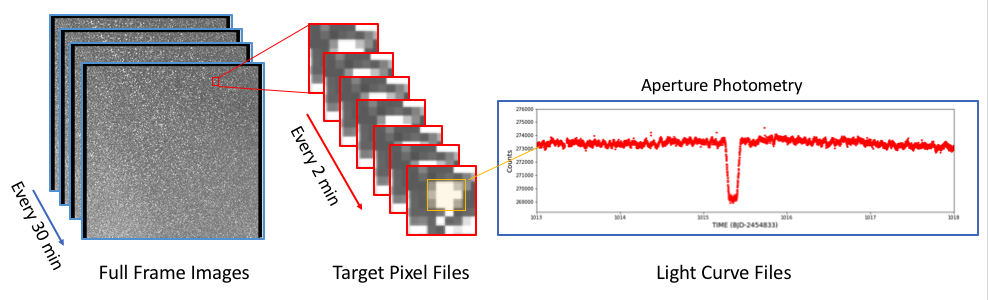 Every 30 min
Full Frame Images
Every 2 min
Target Pixel Files
Aperture Photometry
276000
275000
274000
273000
272000
271000
270000
269000
Counts
1013 1014 1015 1016 1017 1018
TIME (BJD-2454833)
Light Curve Files